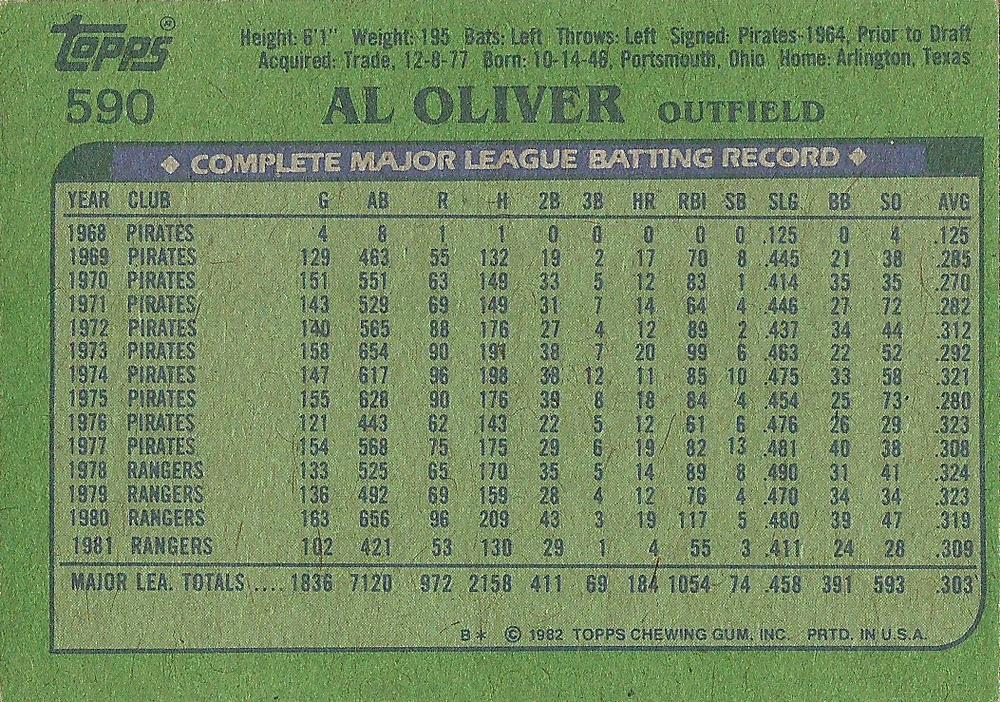 Topps®
Height: 6'1" Weight: 195 Bats: Left Throws: Left Signed: Pirates-1964, Prior to Draft
Acquired: Trade, 12-8-77 Born: 10-14-46, Portsmouth, Ohio Home: Arlington, Texas
590 AL OLIVER OUTFIELD
◆ COMPLETE MAJOR LEAGUE BATTING RECORD ◆
YEAR CLUB G AB R H 2B 3B HR RBI SB SLG BB SO AVG
1968 PIRATES 4 8 1 1 0 0 0 0 0 .125 0 4 .125
1969 PIRATES 129 463 55 132 19 2 17 70 8 .445 21 38 .285
1970 PIRATES 151 551 63 149 33 5 12 83 1 .414 35 35 .270
1971 PIRATES 143 529 69 149 31 7 14 64 4 .446 27 72 .282
1972 PIRATES 140 565 88 176 27 4 12 89 2 .437 34 44 .312
1973 PIRATES 158 654 90 191 38 7 20 99 6 .463 22 52 .292
1974 PIRATES 147 617 96 198 38 12 11 85 10 .475 33 58 .321
1975 PIRATES 155 628 90 176 39 8 18 84 4 .454 25 73 .280
1976 PIRATES 121 443 62 143 22 5 12 61 6 .476 26 29 .323
1977 PIRATES 154 568 75 175 29 6 19 82 13 .481 40 38 .308
1978 RANGERS 133 525 65 170 35 5 14 89 8 .490 31 41 .324
1979 RANGERS 136 492 69 159 28 4 12 76 4 .470 34 34 .323
1980 RANGERS 163 656 96 209 43 3 19 117 5 .480 39 47 .319
1981 RANGERS 102 421 53 130 29 1 4 55 3 .411 24 28 .309
MAJOR LEA. TOTALS .... 1836 7120 972 2158 411 69 184 1054 74 .458 391 593 .303
B* © 1982 TOPPS CHEWING GUM, INC. PRTD. IN U.S.A.